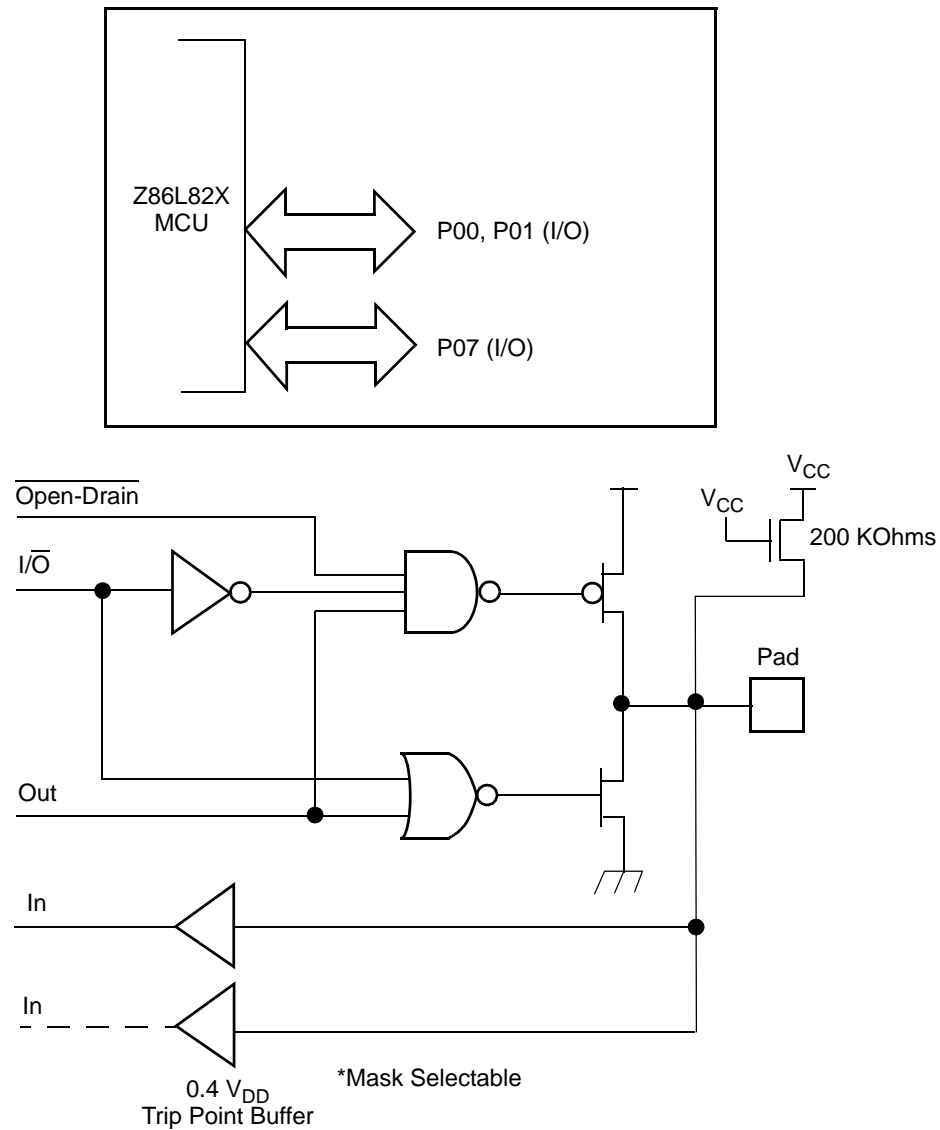 Z86L82X
MCU
P00, P01 (I/O)
P07 (I/O)
Open-Drain
I/O
VCC
VCC
200 KOhms
Pad
Out
In
In
0.4 VDD
Trip Point Buffer
*Mask Selectable